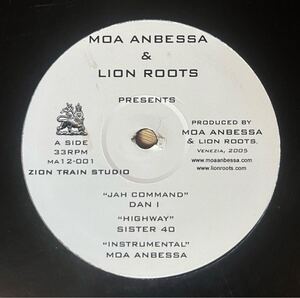 MOA ANBESSA
&
LION ROOTS
PRESENTS
A SIDE
33RPM
MA12-001
ZION TRAIN STUDIO
PRODUCED BY
MOA ANBESSA
& LION ROOTS.
VENEZIA, 2005
www.moaanbessa.com
www.lionroots.com
"JAH COMMAND"
DAN I
"HIGHWAY"
SISTER 40
"INSTRUMENTAL"
MOA ANBESSA